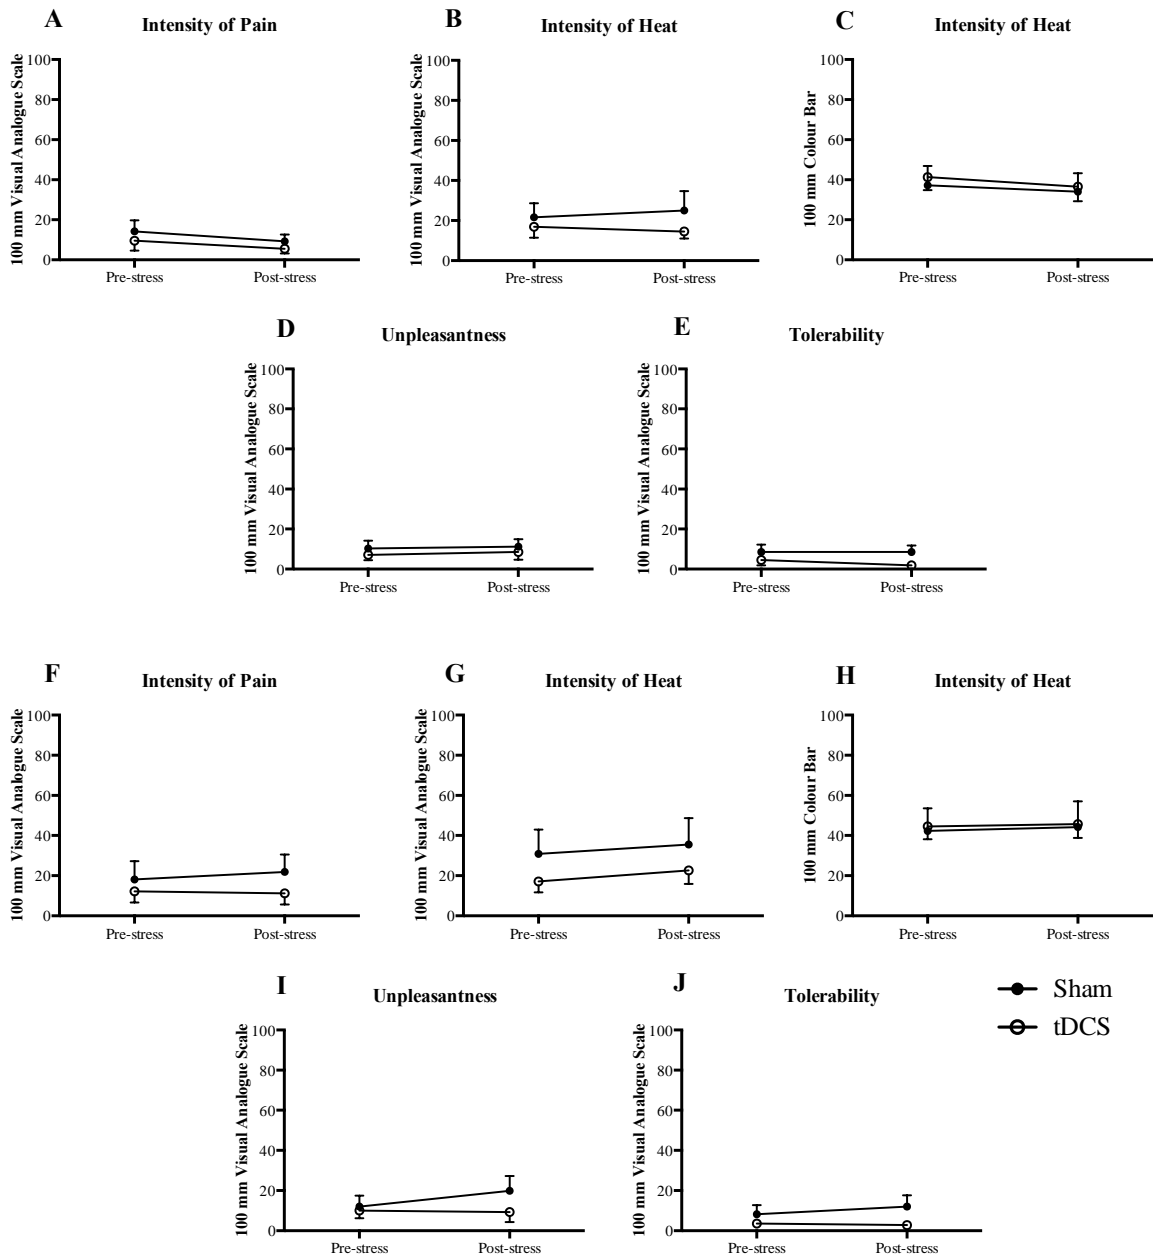 A
Intensity of Pain
100 mm Visual Analogue Scale
100
80
60
40
20
0
Pre-stress
Post-stress
B
Intensity of Heat
100 mm Visual Analogue Scale
100
80
60
40
20
0
Pre-stress
Post-stress
C
Intensity of Heat
100 mm Colour Bar
100
80
60
40
20
0
Pre-stress
Post-stress
D
Unpleasantness
100 mm Visual Analogue Scale
100
80
60
40
20
0
Pre-stress
Post-stress
E
Tolerability
100 mm Visual Analogue Scale
100
80
60
40
20
0
Pre-stress
Post-stress
F
Intensity of Pain
100 mm Visual Analogue Scale
100
80
60
40
20
0
Pre-stress
Post-stress
G
Intensity of Heat
100 mm Visual Analogue Scale
100
80
60
40
20
0
Pre-stress
Post-stress
H
Intensity of Heat
100 mm Colour Bar
100
80
60
40
20
0
Pre-stress
Post-stress
I
Unpleasantness
100 mm Visual Analogue Scale
100
80
60
40
20
0
Pre-stress
Post-stress
J
Tolerability
100 mm Visual Analogue Scale
100
80
60
40
20
0
Pre-stress
Post-stress
Sham
tDCS